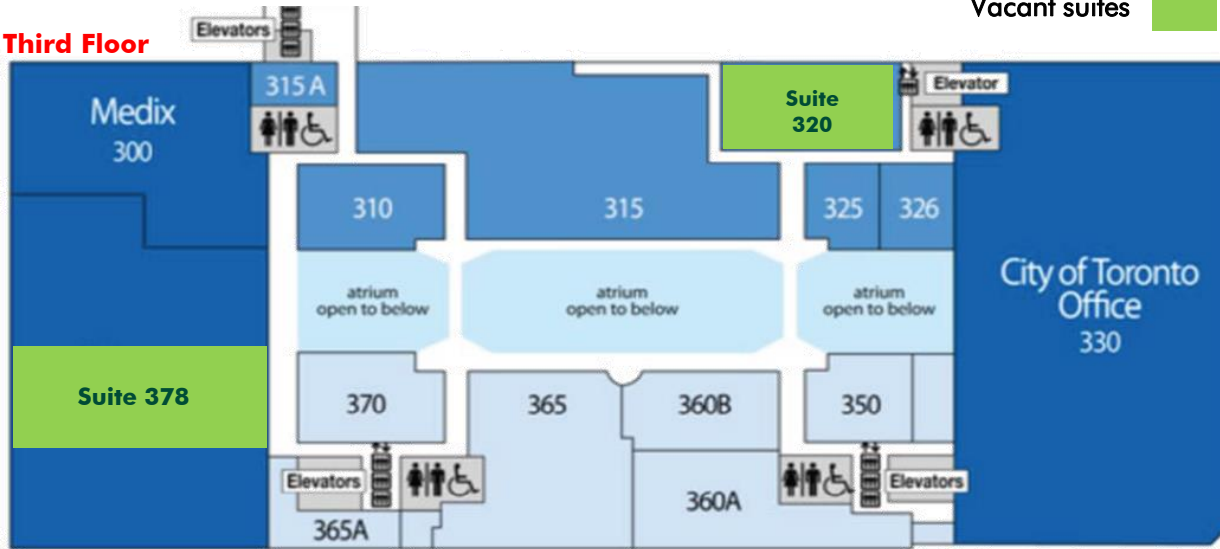 Vacant suites
Elevators
Third Floor
315 A
Elevator
Medix
300
Suite
320
310
315
325
326
atrium
open to below
atrium
open to below
atrium
open to below
City of Toronto
Office
330
Suite 378
370
365
360B
350
Elevators
Elevators
360A
365A